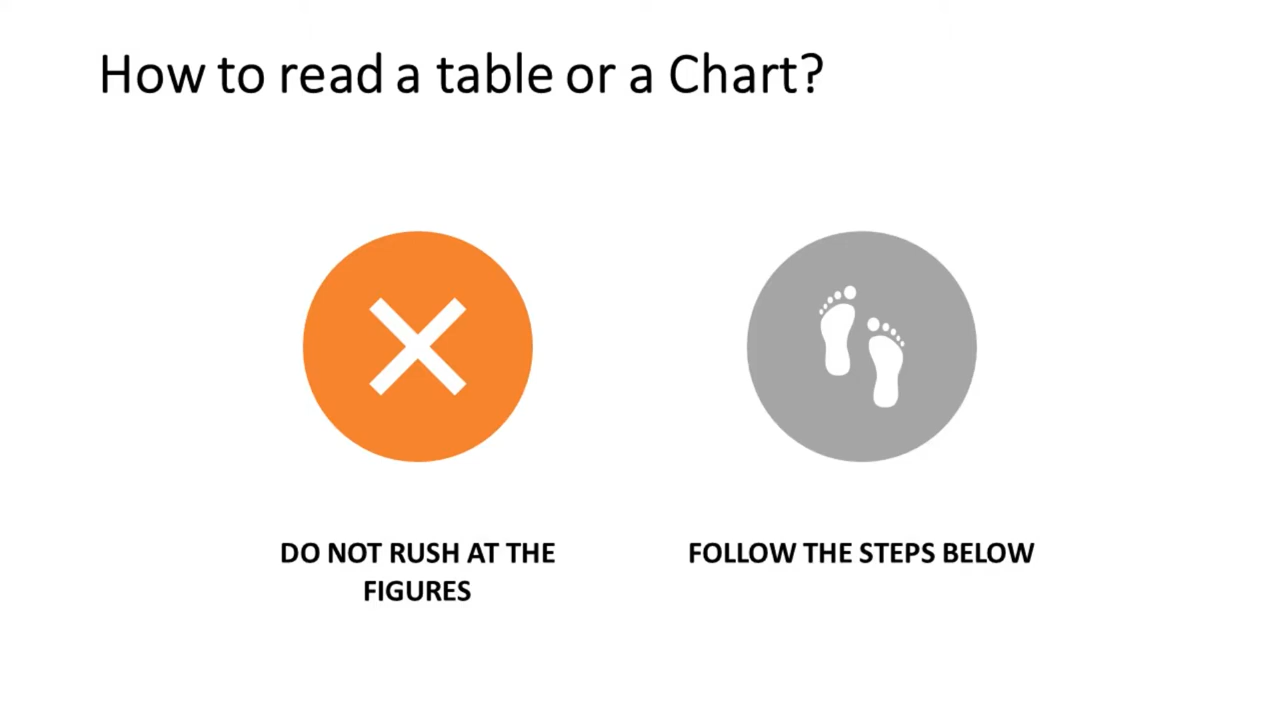 How to read a table or a Chart?
DO NOT RUSH AT THE
FIGURES
FOLLOW THE STEPS BELOW